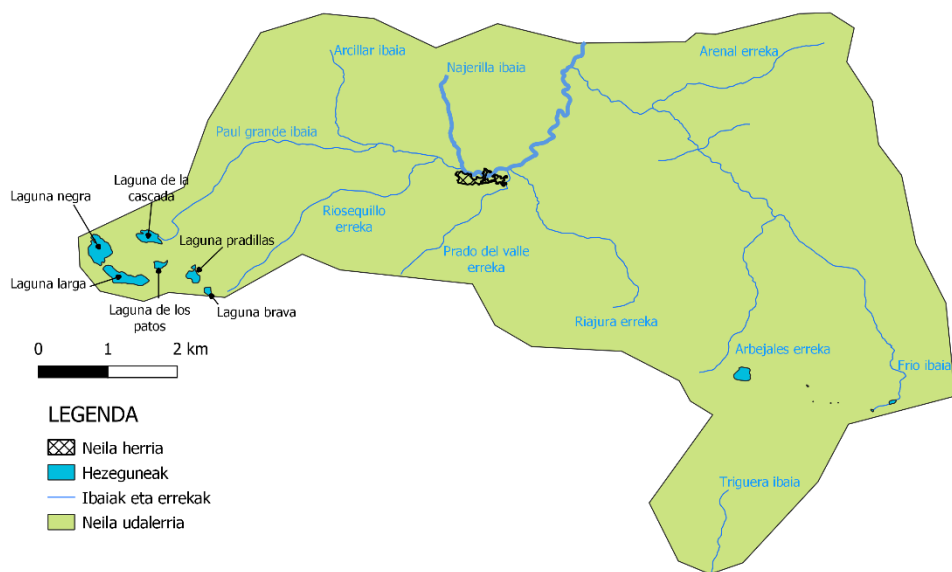 Arcillar ibaia
Arenal erreka
Najerilla ibaia
Paul grande ibaia
Laguna de la
cascada
Laguna negra
Riosequillo
erreka
Laguna pradillas
Prado del valle
erreka
Laguna larga
Laguna de los
patos
Laguna brava
Riajura erreka
Arbejales erreka
Frio ibaia
0 1 2 km
LEGENDA
Neila herria
Hezeguneak
Ibaiak eta errekak
Neila udalerria
Triguera ibaia